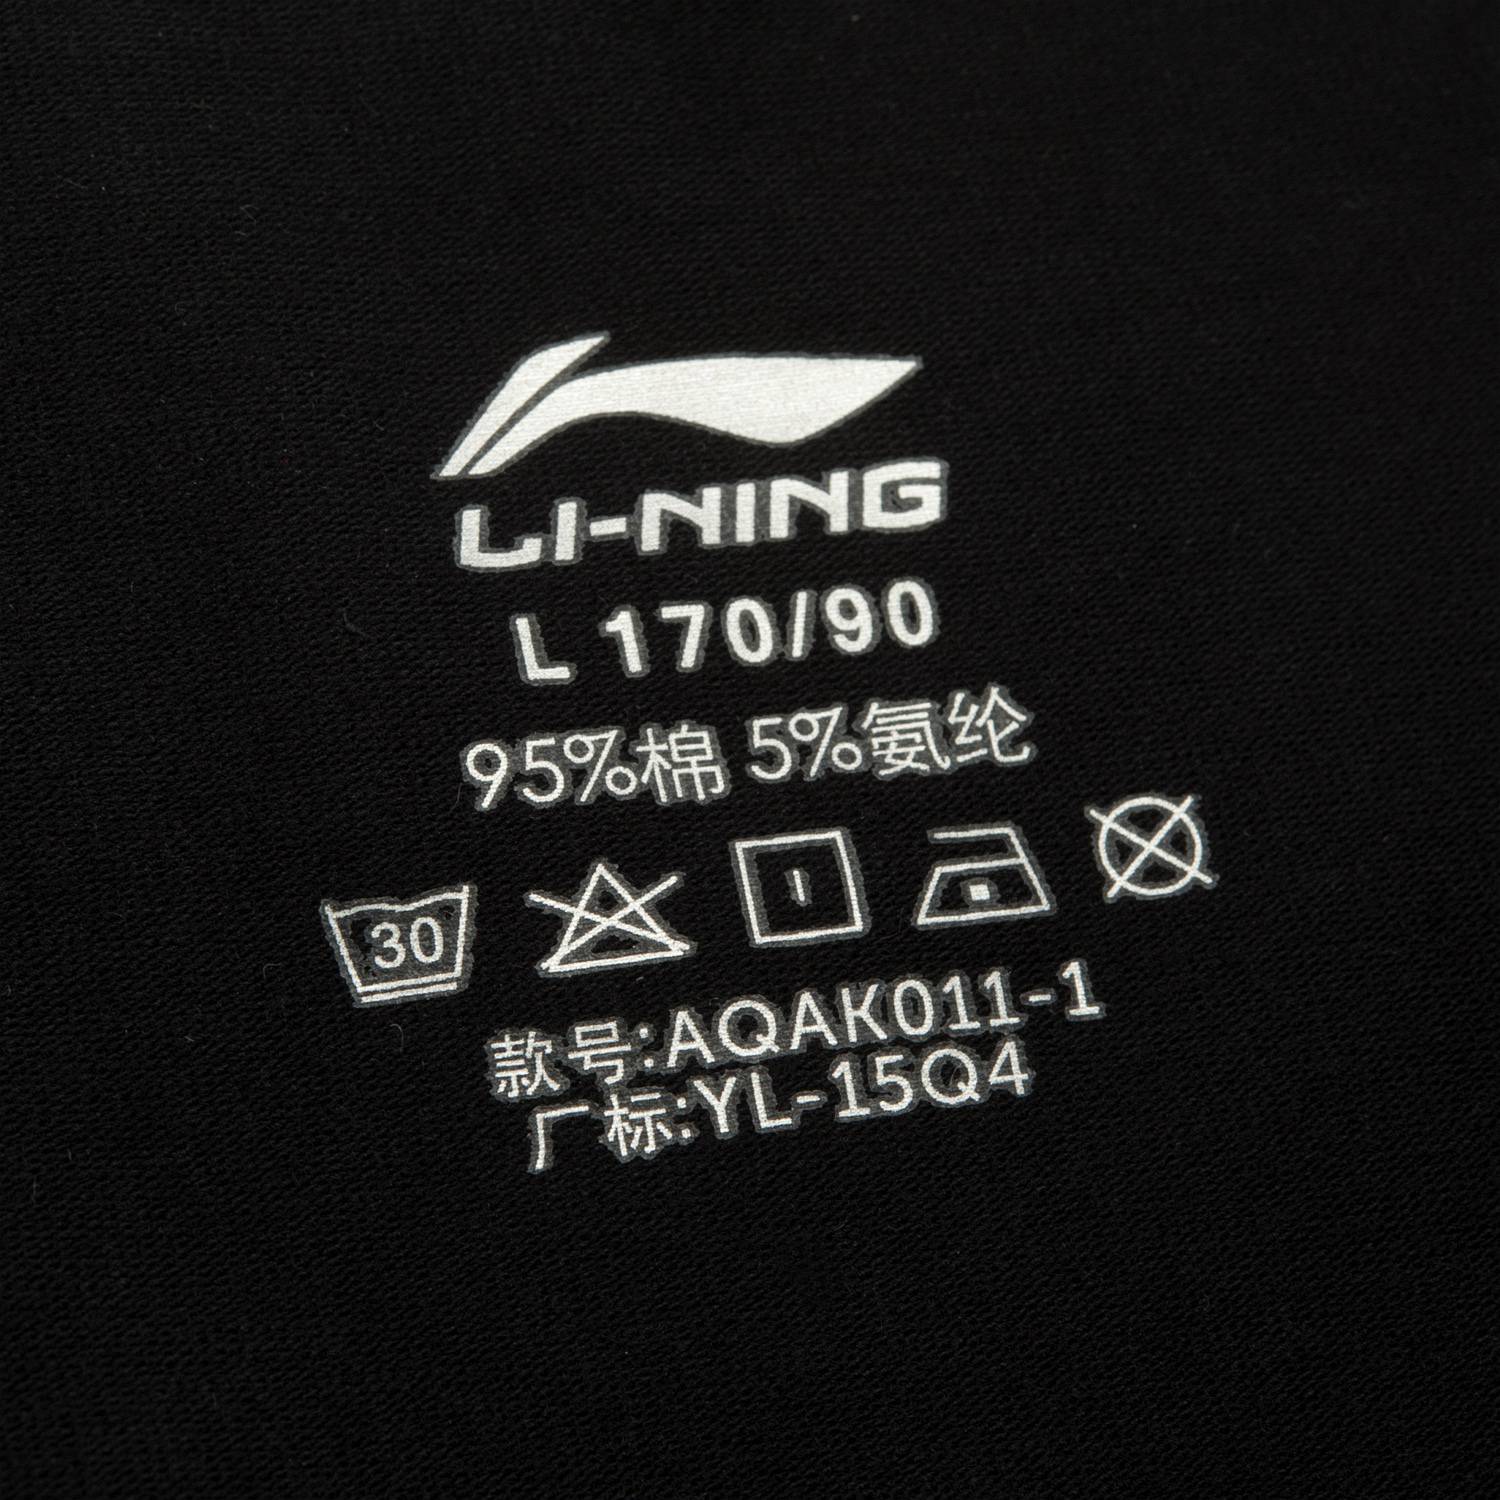 LI-NING
L 170/90
95%棉 5%氨纶
30
款号:AQAK011-1
厂标:YL-15Q4